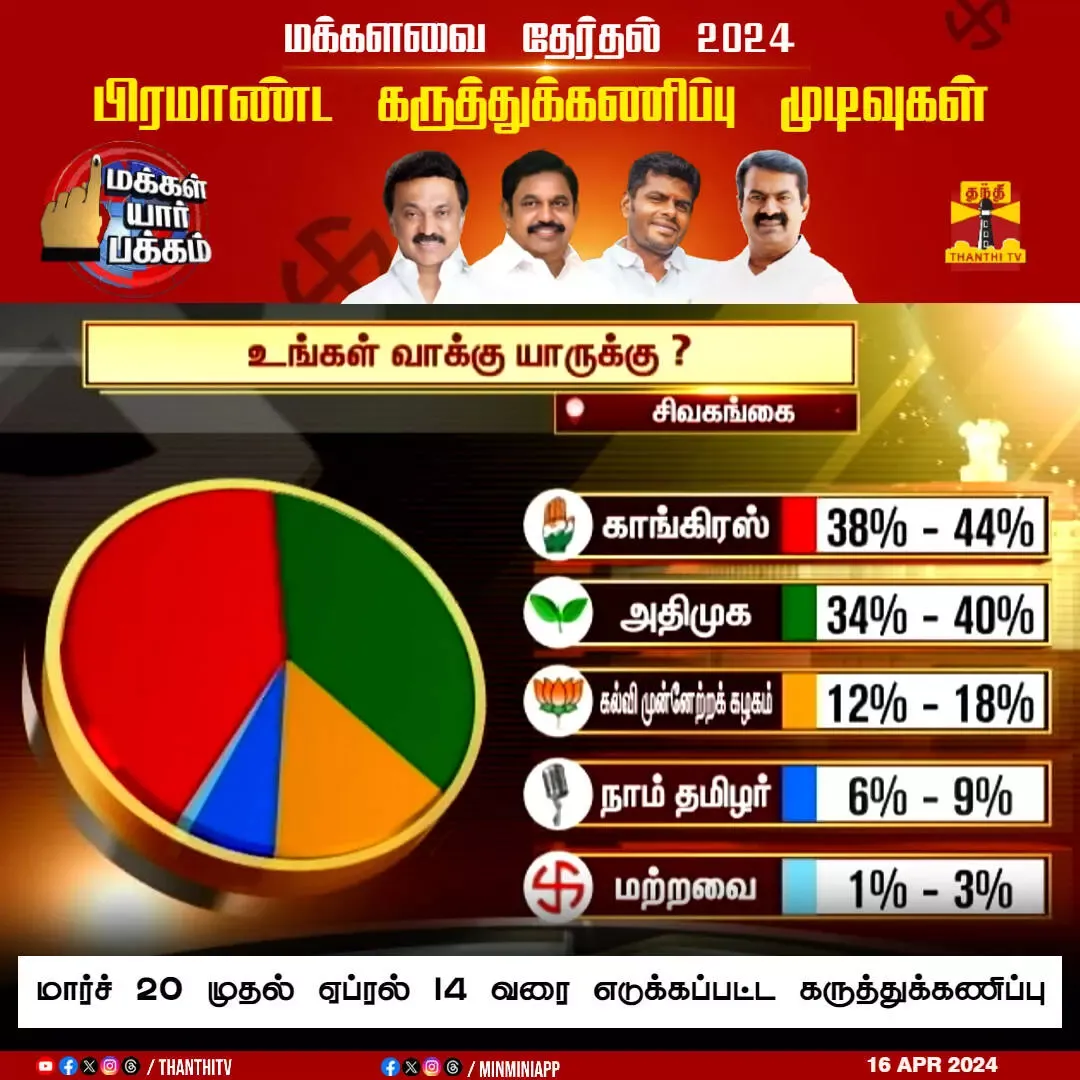 மக்களவை தேர்தல் 2024
பிரமாண்ட கருத்துக்கணிப்பு முடிவுகள்
மக்கள்
யார்
பக்கம்
தந்தி
THANTHI TV
உங்கள் வாக்கு யாருக்கு ?
சிவகங்கை
காங்கிரஸ் 38% - 44%
அதிமுக 34% - 40%
கல்வி முன்னேற்றக் கழகம் 12% - 18%
நாம் தமிழர் 6% - 9%
மற்றவை 1% - 3%
மார்ச் 20 முதல் ஏப்ரல் 14 வரை எடுக்கப்பட்ட கருத்துக்கணிப்பு
/ THANTHITV / MINMINIAPP 16 APR 2024